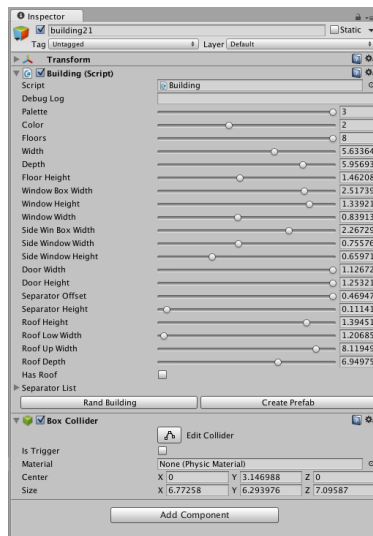 Inspector
building21 Static
Tag Untagged Layer Default
Transform
Building (Script)
Script Building
Debug Log
Palette 3
Color 2
Floors 8
Width 5.63364
Depth 5.95693
Floor Height 1.46208
Window Box Width 2.51739
Window Height 1.33921
Window Width 0.83913
Side Win Box Width 2.26729
Side Window Width 0.75576
Side Window Height 0.65971
Door Width 1.12672
Door Height 1.25321
Separator Offset 0.46947
Separator Height 0.11141
Roof Height 1.39451
Roof Low Width 1.20685
Roof Up Width 8.11949
Roof Depth 6.94975
Has Roof
Separator List
Rand Building Create Prefab
Box Collider
Edit Collider
Is Trigger
Material None (Physic Material)
Center X 0 Y 3.146988 Z 0
Size X 6.77258 Y 6.293976 Z 7.09587
Add Component